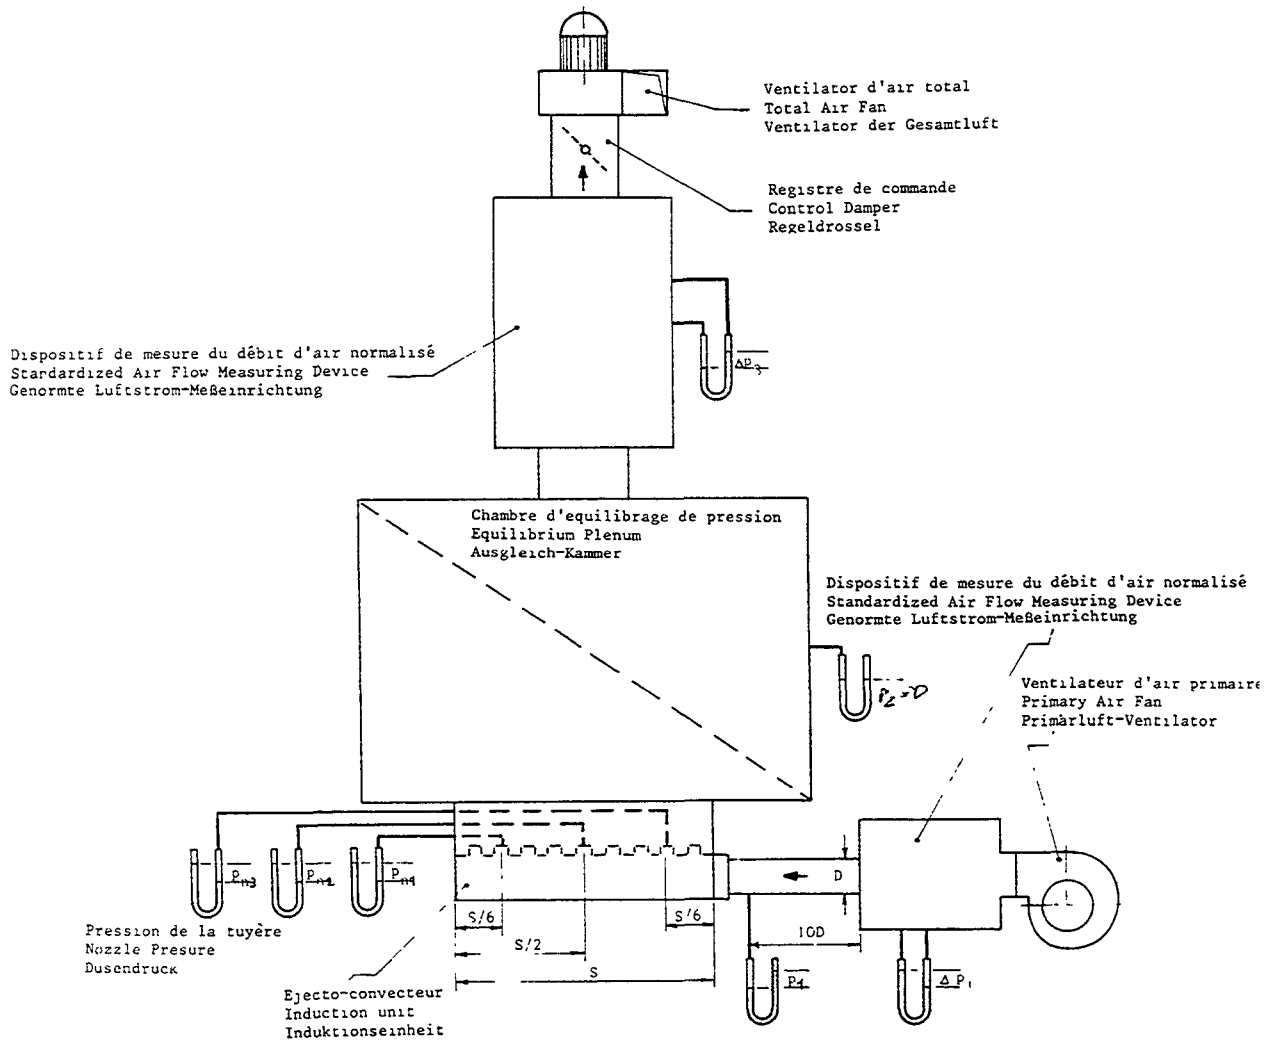 Ventilator d'air total
Total Air Fan
Ventilator der Gesamtluft
Registre de commande
Control Damper
Regeldrossel
Dispositif de mesure du débit d'air normalisé
Standardized Air Flow Measuring Device
Genormte Luftstrom-Meßeinrichtung
ΔP3
Chambre d'equilibrage de pression
Equilibrium Plenum
Ausgleich-Kammer
Dispositif de mesure du débit d'air normalisé
Standardized Air Flow Measuring Device
Genormte Luftstrom-Meßeinrichtung
P2=0
Ventilateur d'air primaire
Primary Air Fan
Primärluft-Ventilator
Pn3
Pn2
Pn1
D
S/6
S/6
S/2
10D
S
P1
ΔP1
Pression de la tuyère
Nozzle Presure
Dusendruck
Ejecto-convecteur
Induction unit
Induktionseinheit